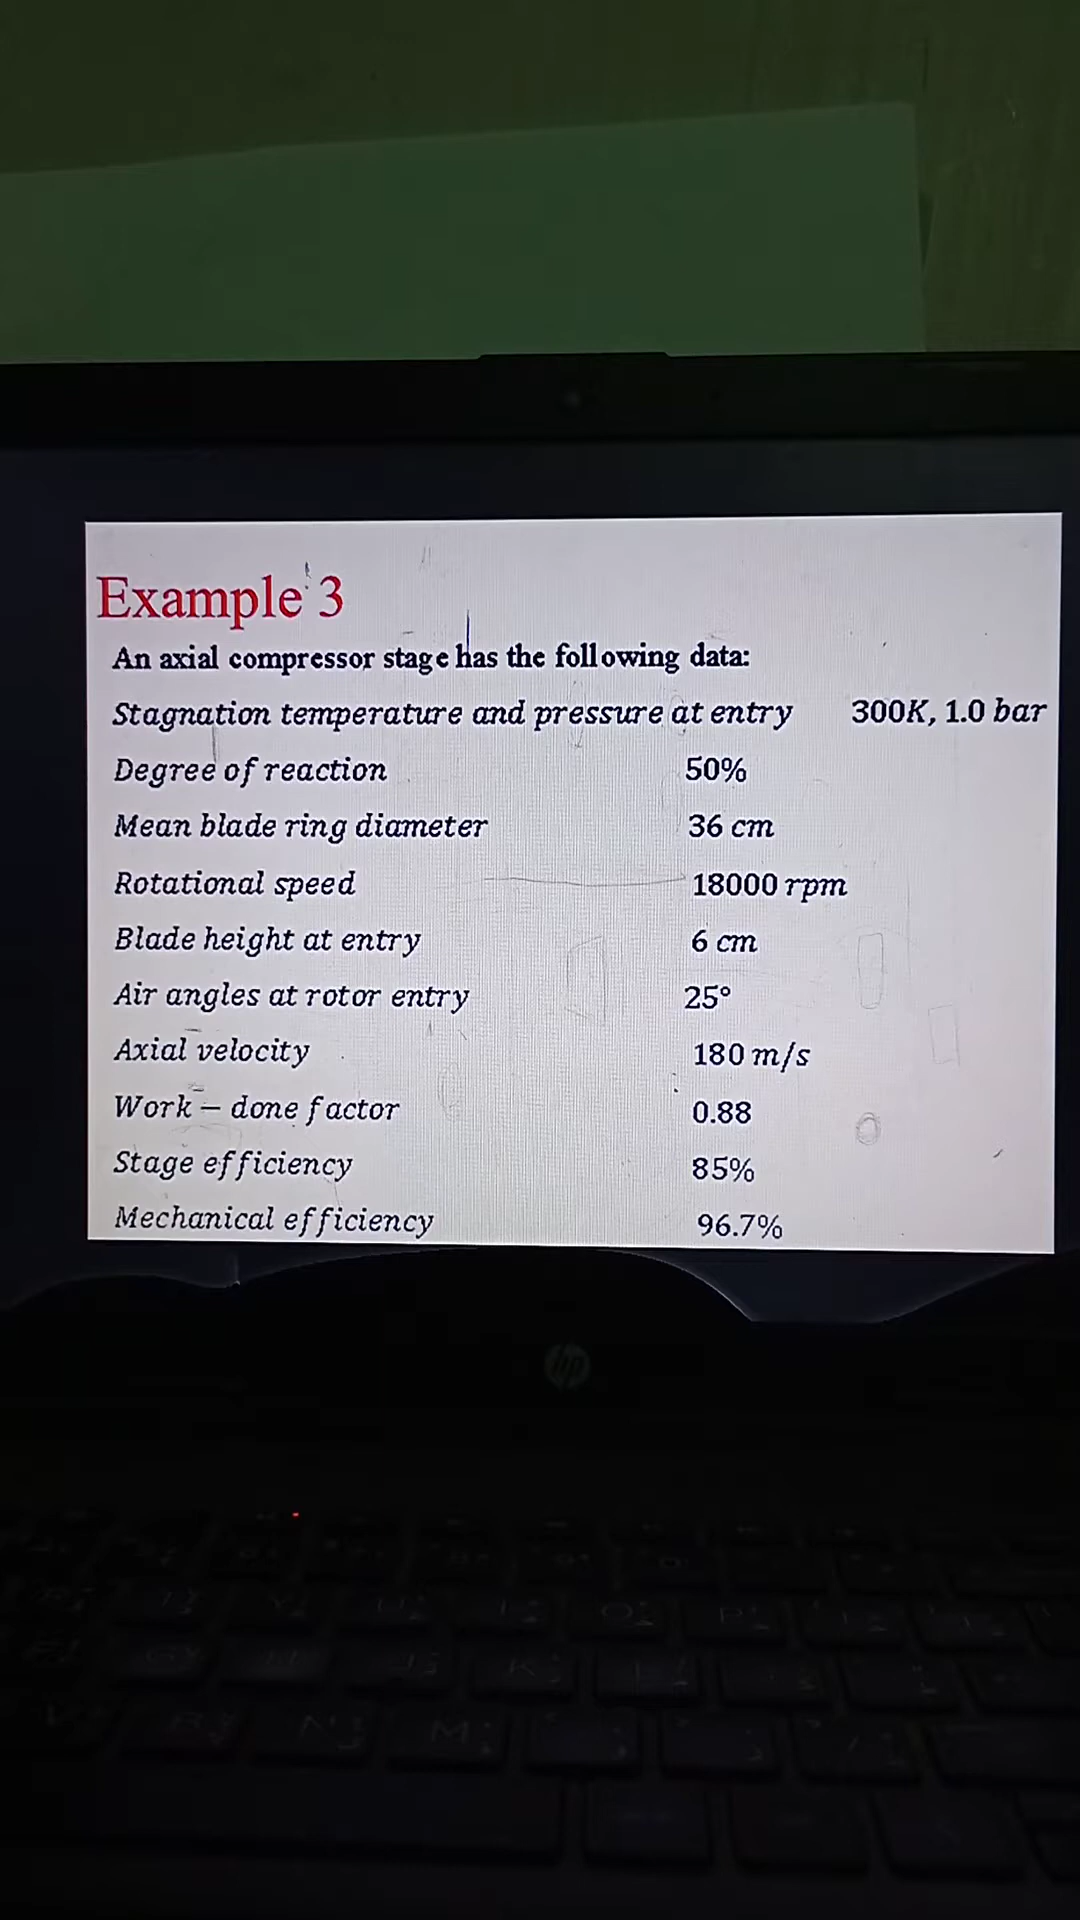 Example 3
An axial compressor stage has the following data:
Stagnation temperature and pressure at entry 300K, 1.0 bar
Degree of reaction 50%
Mean blade ring diameter 36 cm
Rotational speed 18000 rpm
Blade height at entry 6 cm
Air angles at rotor entry 25°
Axial velocity 180 m/s
Work – done factor 0.88
Stage efficiency 85%
Mechanical efficiency 96.7%
hp